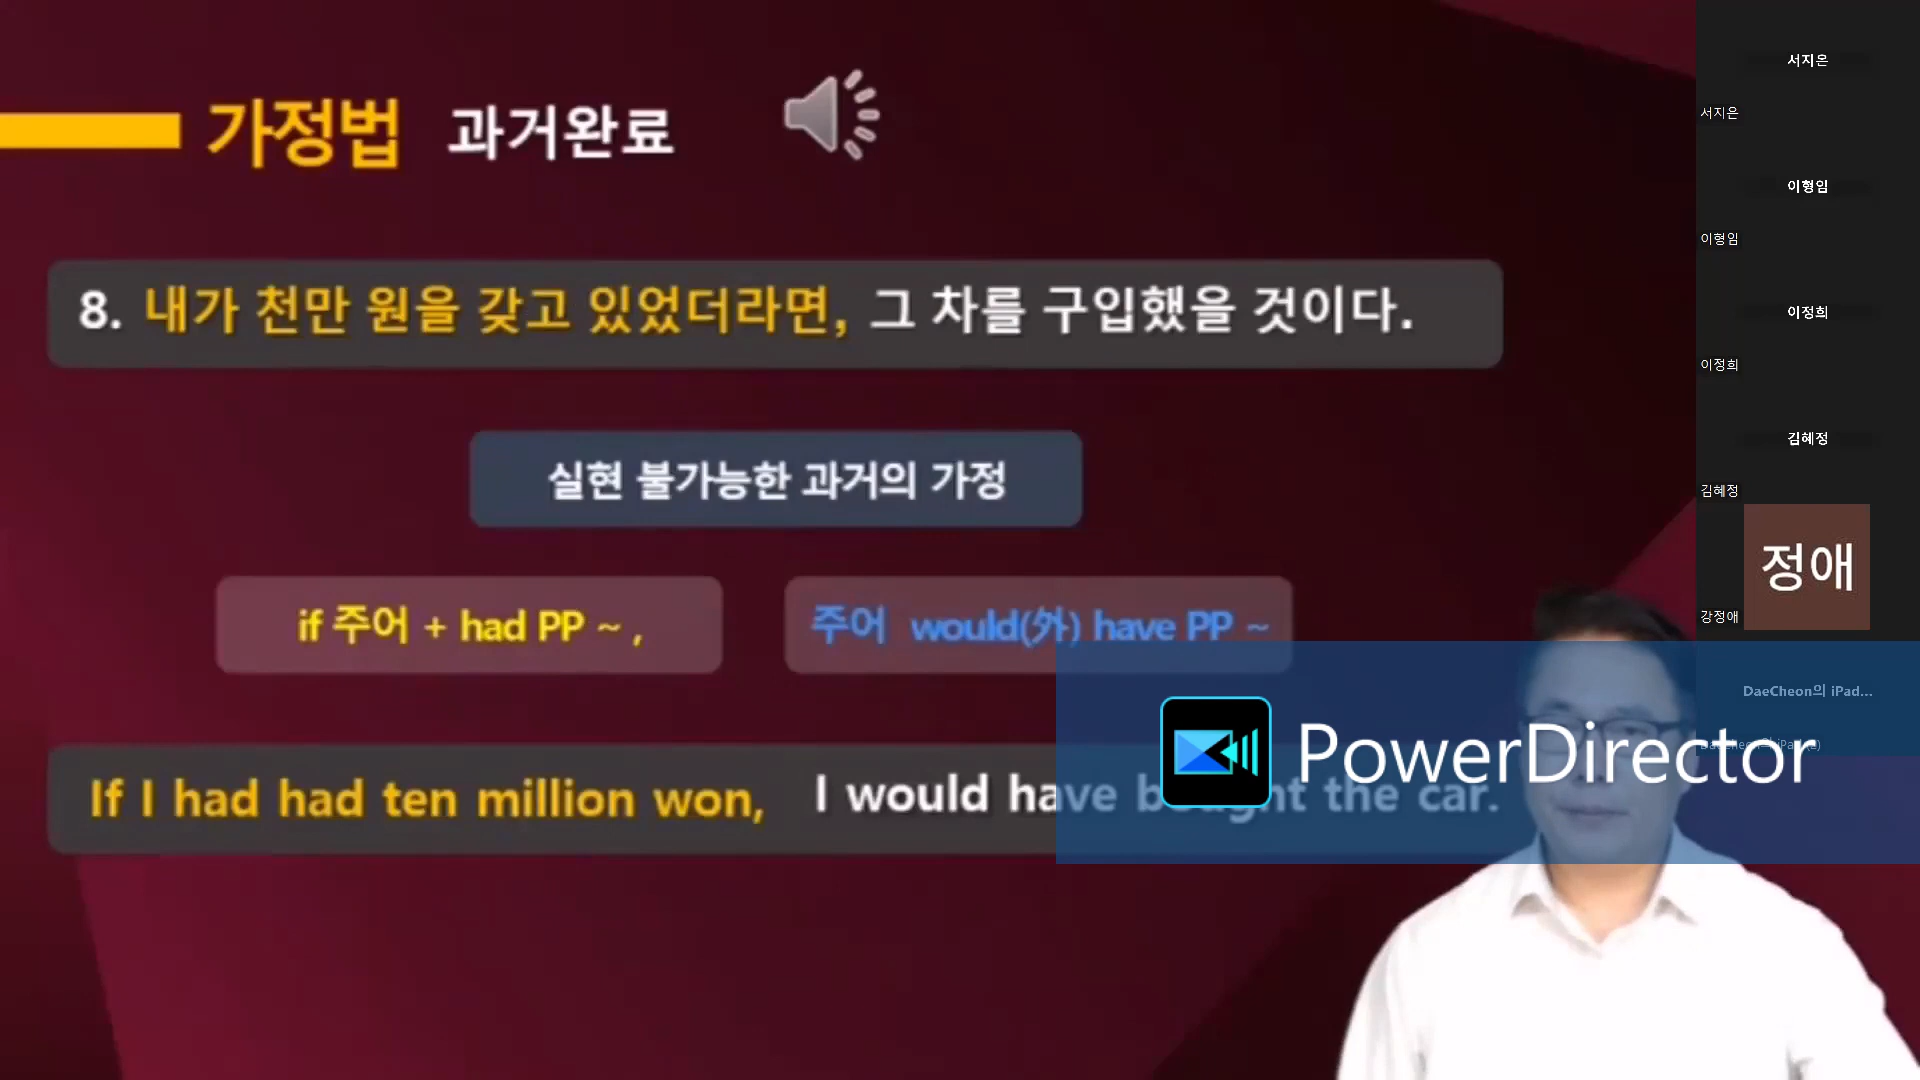 가정법 과거완료
8. 내가 천만 원을 갖고 있었더라면, 그 차를 구입했을 것이다.
실현 불가능한 과거의 가정
if 주어 + had PP ~ ,
주어 would(外) have PP ~
If I had had ten million won, I would have bought the car.
PowerDirector
서지은
서지은
이형임
이형임
이정희
이정희
김혜정
김혜정
정애
강정애
DaeCheon의 iPad...